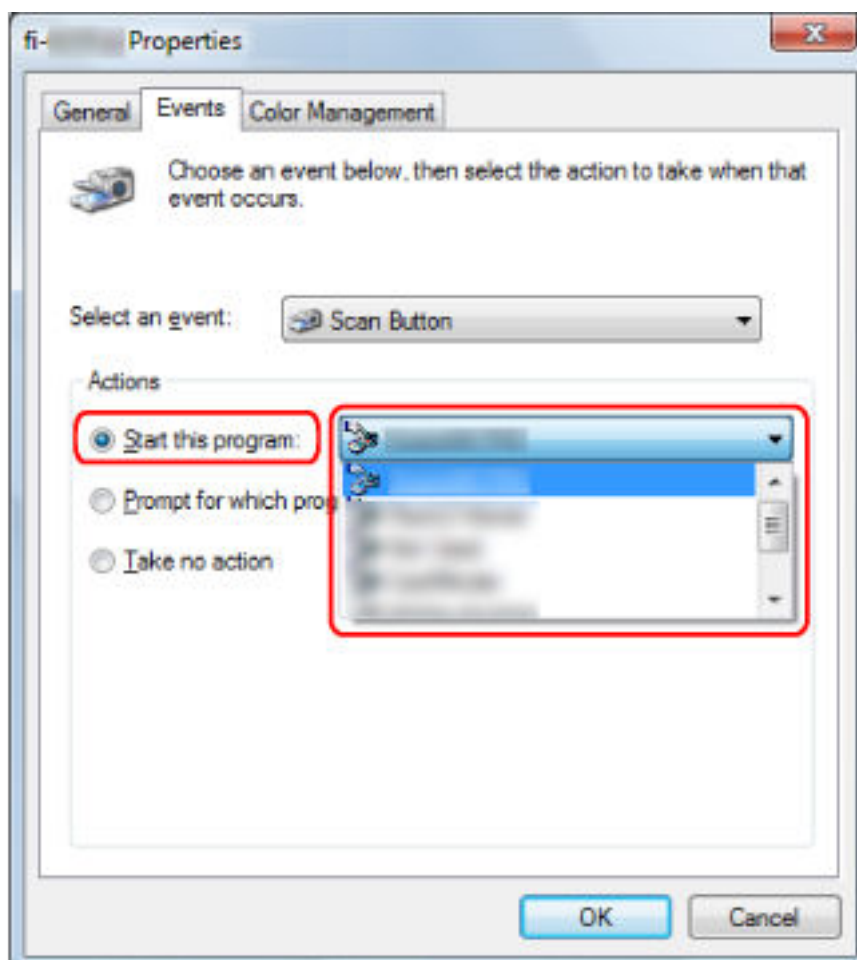 fi- Properties
General Events Color Management
Choose an event below, then select the action to take when that
event occurs.
Select an event: Scan Button
Actions
Start this program:
Prompt for which prog
Take no action
OK Cancel